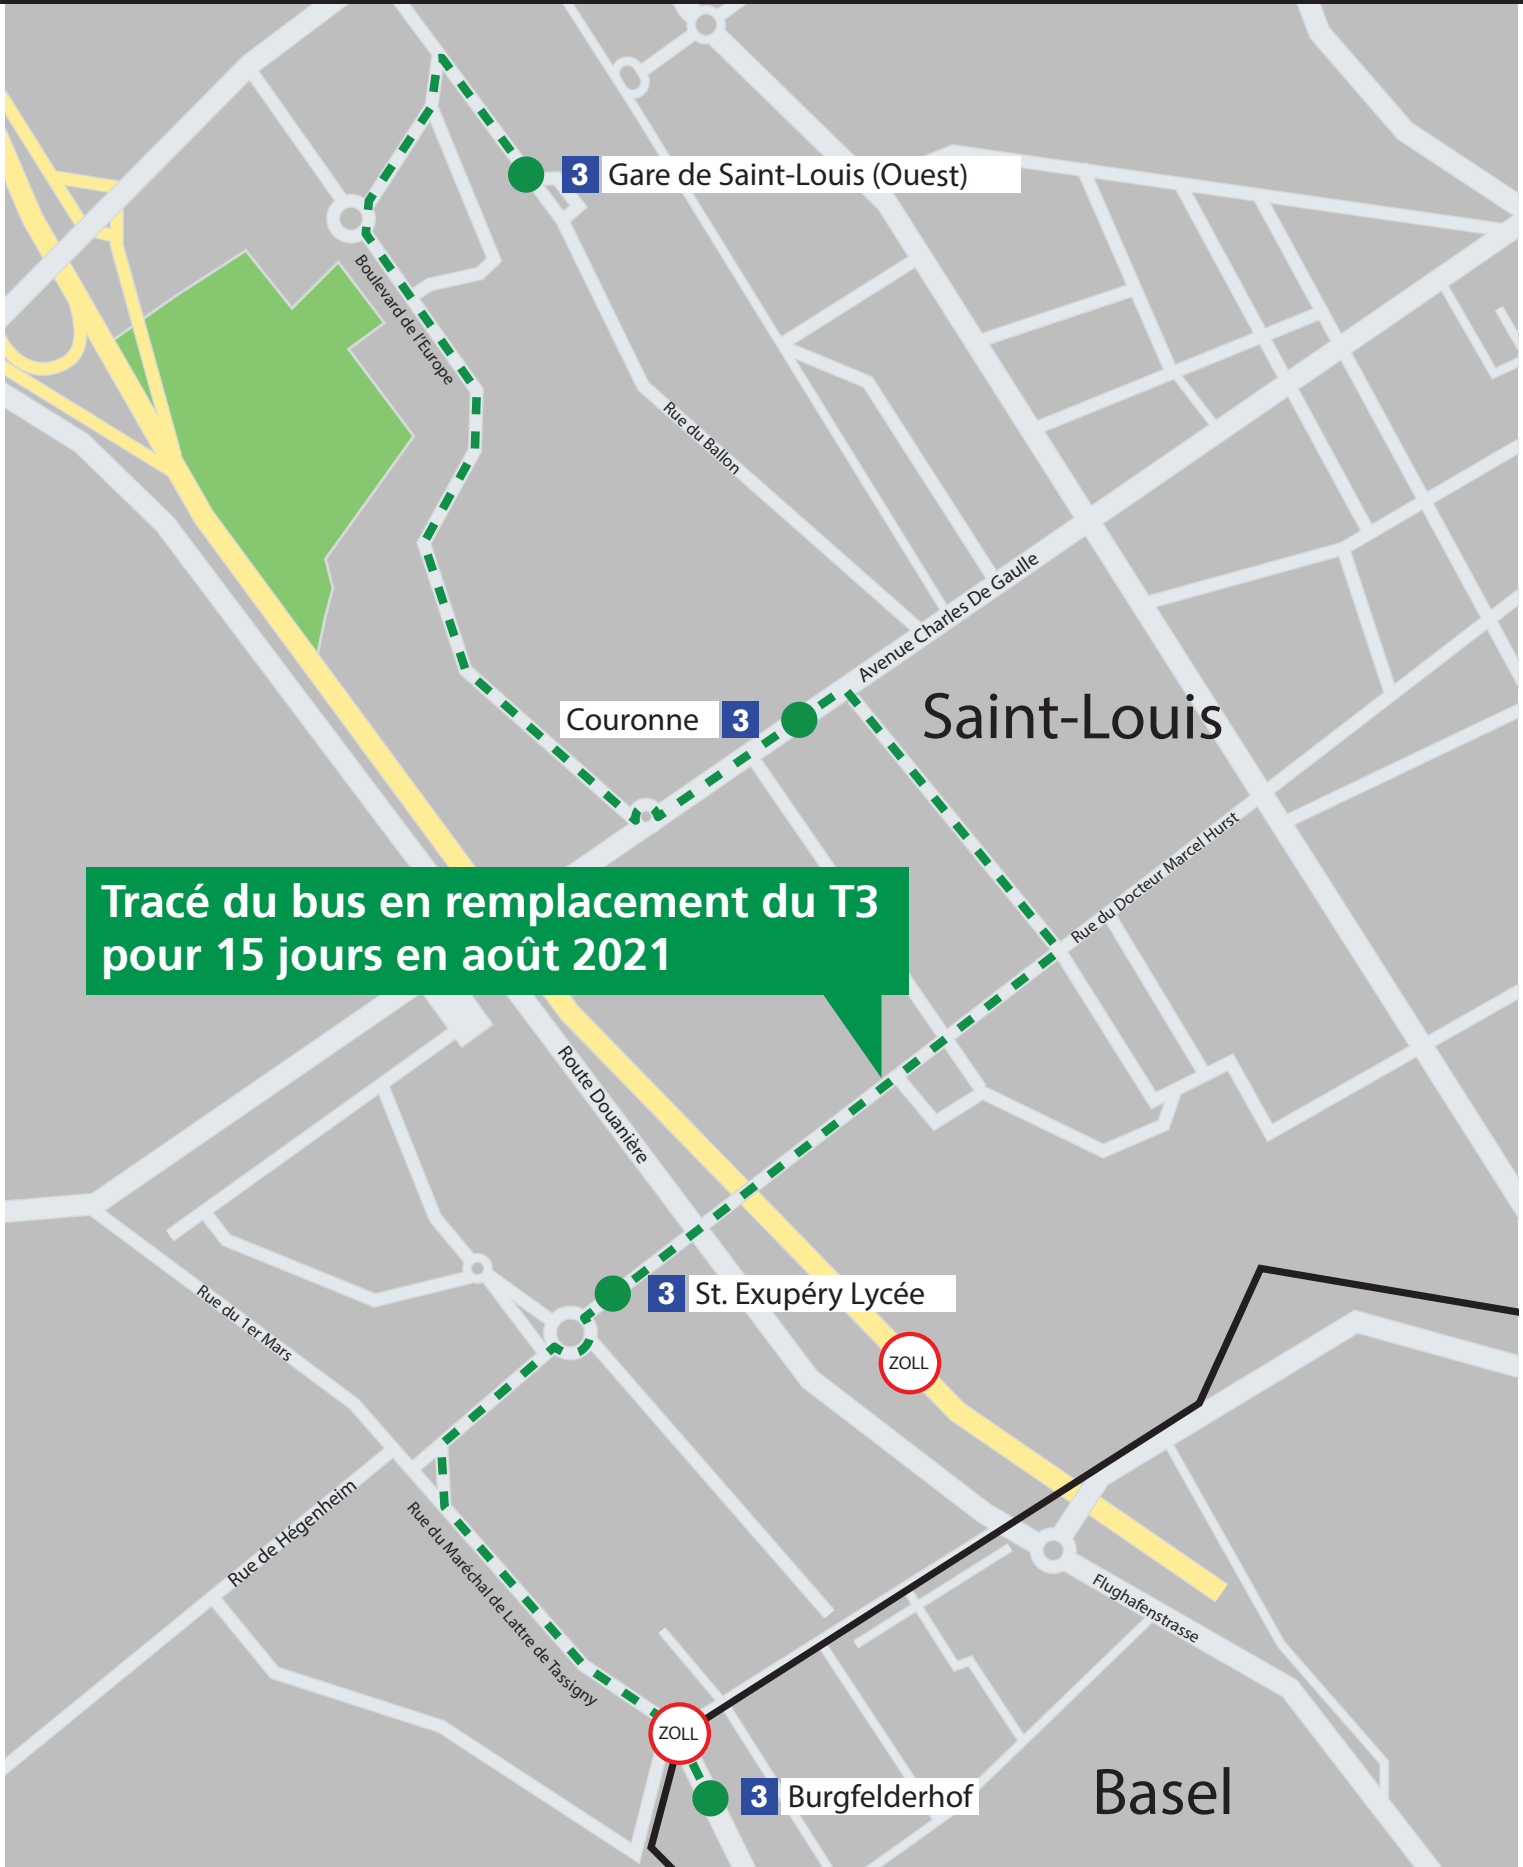 3 Gare de Saint-Louis (Ouest)
Boulevard de l'Europe
Rue du Ballon
Avenue Charles De Gaulle
Couronne 3
Saint-Louis
Rue du Docteur Marcel Hurst
Tracé du bus en remplacement du T3
pour 15 jours en août 2021
Route Douanière
3 St. Exupéry Lycée
Rue du 1er Mars
ZOLL
Rue de Hégenheim
Rue du Maréchal de Lattre de Tassigny
Flughafenstrasse
ZOLL
3 Burgfelderhof
Basel